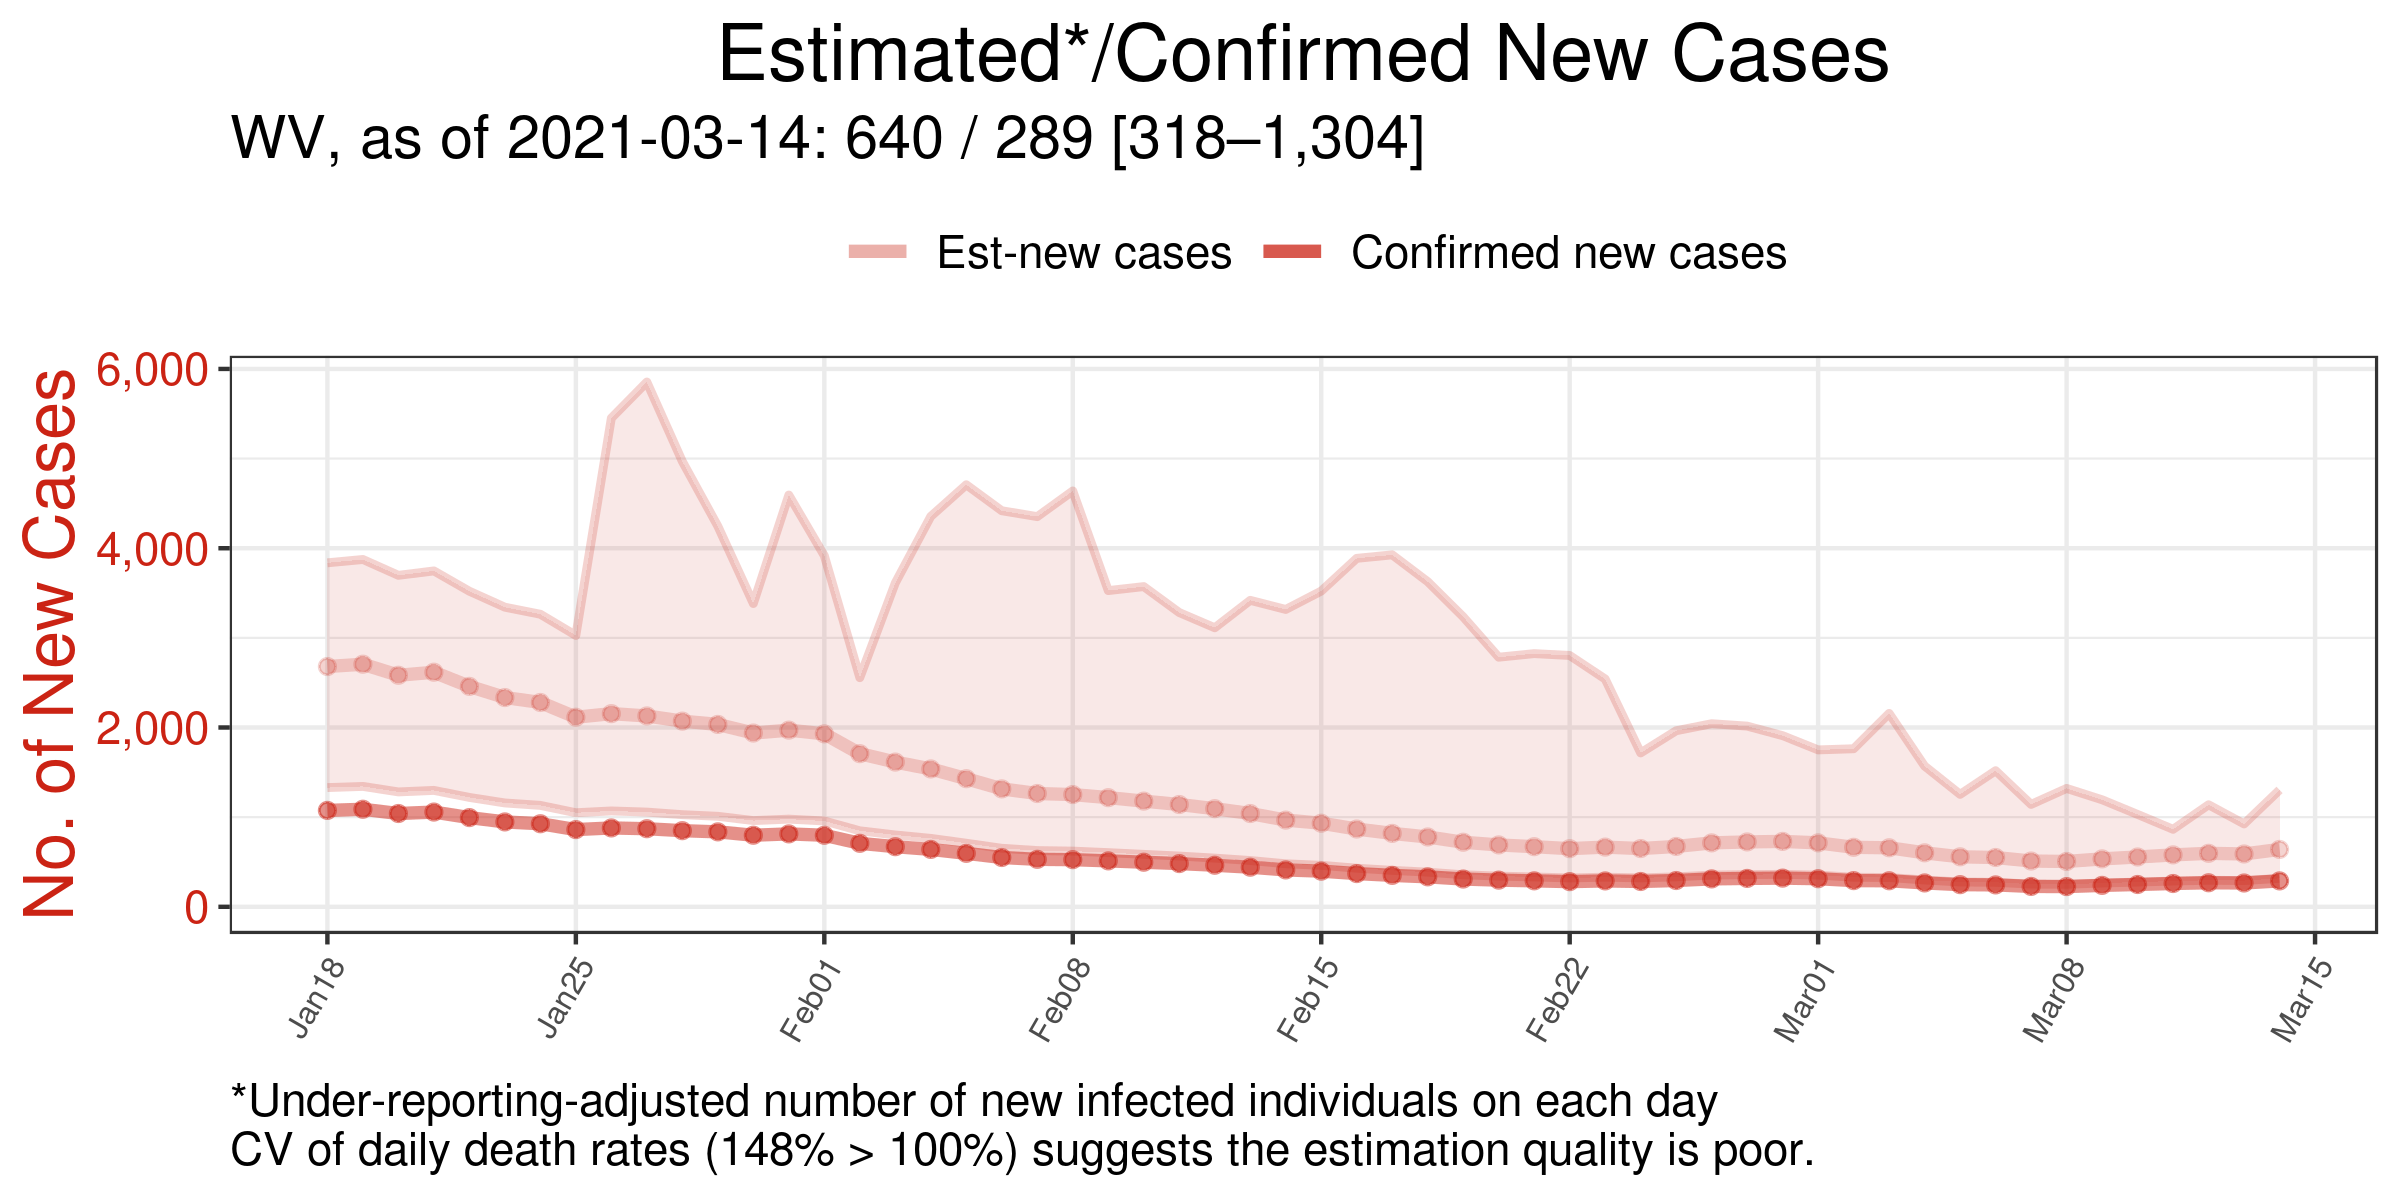 Estimated*/Confirmed New Cases
WV, as of 2021-03-14: 640 / 289 [318–1,304]
Est-new cases
Confirmed new cases
No. of New Cases
6,000
4,000
2,000
0
Jan18
Jan25
Feb01
Feb08
Feb15
Feb22
Mar01
Mar08
Mar15
*Under-reporting-adjusted number of new infected individuals on each day
CV of daily death rates (148% > 100%) suggests the estimation quality is poor.